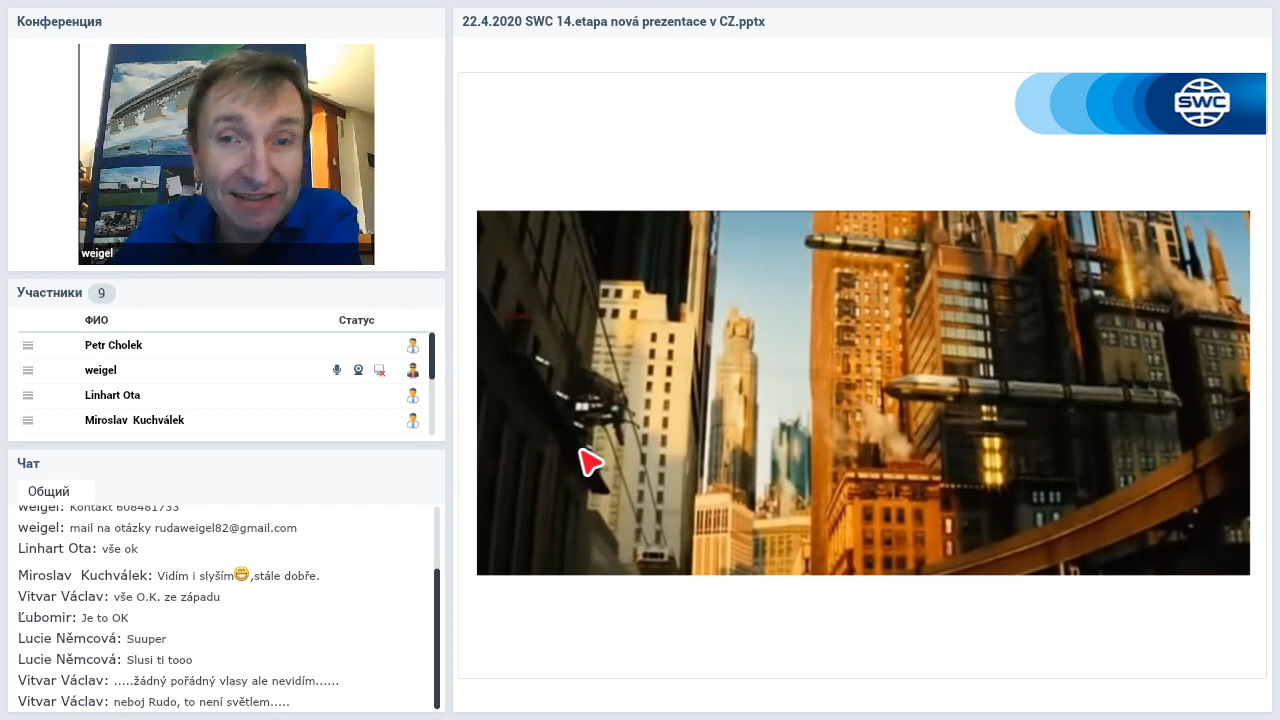 Конференция
weigel
Участники 9
ФИО Статус
Petr Cholek
weigel
Linhart Ota
Miroslav Kuchválek
Чат
Общий
weigel: Kontakt 608481733
weigel: mail na otázky rudaweigel82@gmail.com
Linhart Ota: vše ok
Miroslav Kuchválek: Vidím i slyším😁,stále dobře.
Vitvar Václav: vše O.K. ze západu
Ľubomir: Je to OK
Lucie Němcová: Suuper
Lucie Němcová: Slusi ti tooo
Vitvar Václav: .....žádný pořádný vlasy ale nevidím......
Vitvar Václav: neboj Rudo, to není světlem.....
22.4.2020 SWC 14.etapa nová prezentace v CZ.pptx
SWC